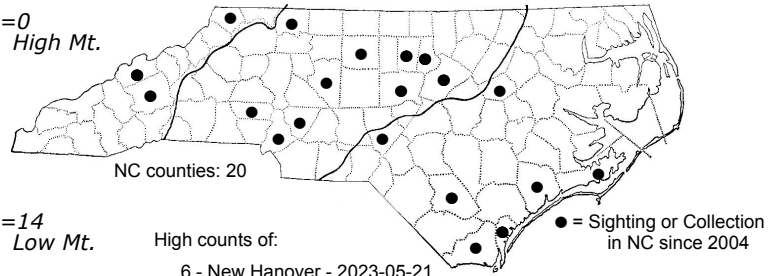 =0
High Mt.
NC counties: 20
=14
Low Mt.
High counts of:
6 - New Hanover - 2023-05-21
● = Sighting or Collection
in NC since 2004